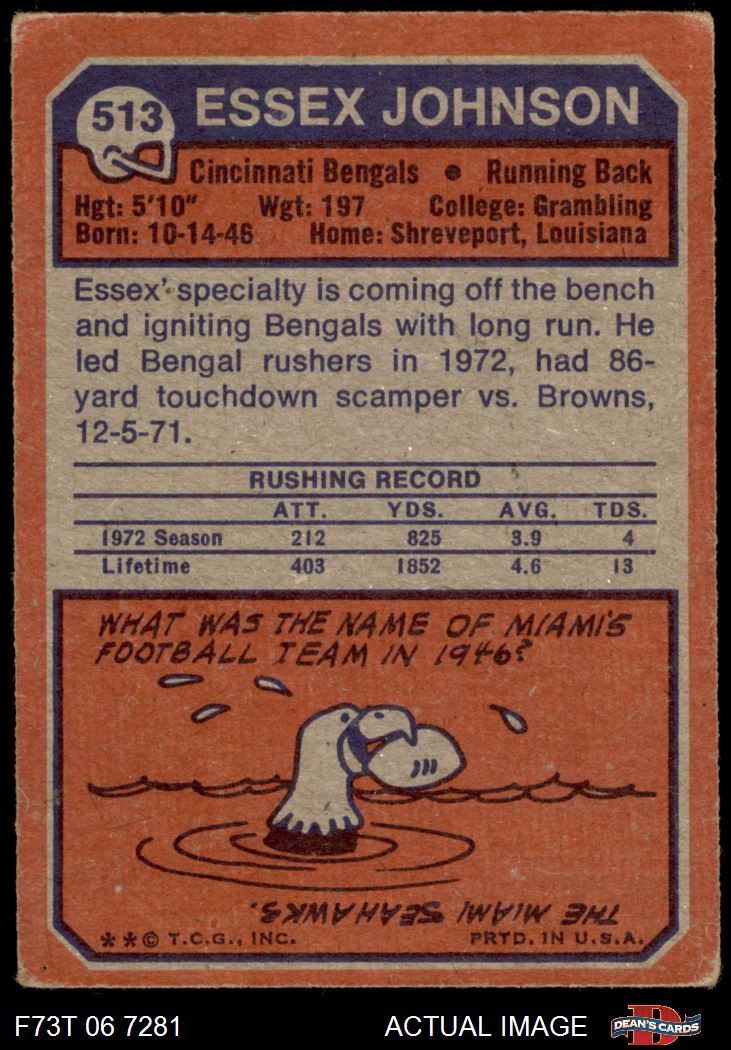 513 ESSEX JOHNSON
Cincinnati Bengals • Running Back
Hgt: 5'10" Wgt: 197 College: Grambling
Born: 10-14-46 Home: Shreveport, Louisiana
Essex' specialty is coming off the bench
and igniting Bengals with long run. He
led Bengal rushers in 1972, had 86-
yard touchdown scamper vs. Browns,
12-5-71.
RUSHING RECORD
ATT. YDS. AVG. TDS.
1972 Season 212 825 3.9 4
Lifetime 403 1852 4.6 13
WHAT WAS THE NAME OF MIAMI'S
FOOTBALL TEAM IN 1946?
THE MIAMI SEAHAWKS.
**© T.C.G., INC. PRTD. IN U.S.A.
F73T 06 7281 ACTUAL IMAGE D DEAN'S CARDS